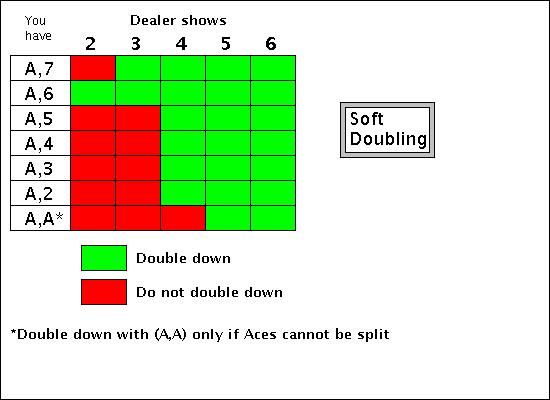 You
have
Dealer shows
2 3 4 5 6
A,7
A,6
A,5
A,4
A,3
A,2
A,A*
Soft
Doubling
Double down
Do not double down
*Double down with (A,A) only if Aces cannot be split